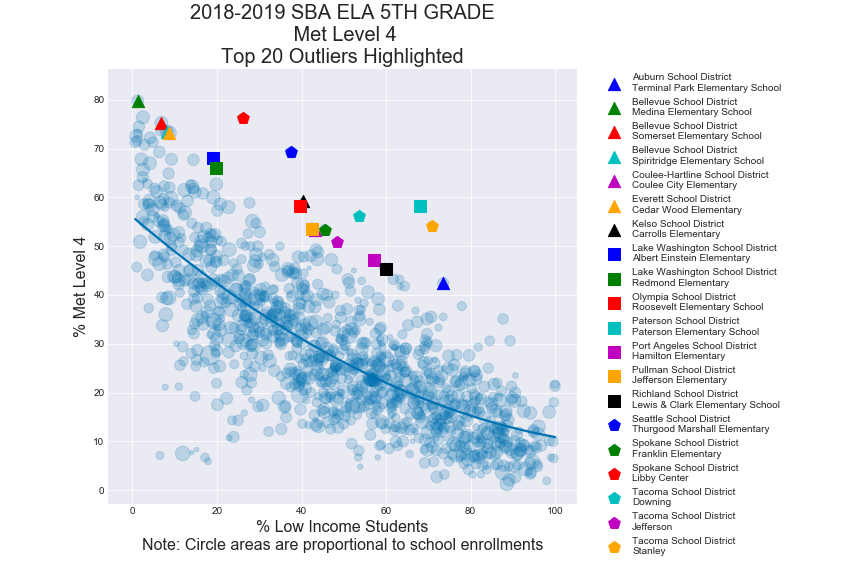 2018-2019 SBA ELA 5TH GRADE
Met Level 4
Top 20 Outliers Highlighted
% Met Level 4
80
70
60
50
40
30
20
10
0
0
20
40
60
80
100
% Low Income Students
Note: Circle areas are proportional to school enrollments
Auburn School District
Terminal Park Elementary School
Bellevue School District
Medina Elementary School
Bellevue School District
Somerset Elementary School
Bellevue School District
Spiritridge Elementary School
Coulee-Hartline School District
Coulee City Elementary
Everett School District
Cedar Wood Elementary
Kelso School District
Carrolls Elementary
Lake Washington School District
Albert Einstein Elementary
Lake Washington School District
Redmond Elementary
Olympia School District
Roosevelt Elementary School
Paterson School District
Paterson Elementary School
Port Angeles School District
Hamilton Elementary
Pullman School District
Jefferson Elementary
Richland School District
Lewis & Clark Elementary School
Seattle School District
Thurgood Marshall Elementary
Spokane School District
Franklin Elementary
Spokane School District
Libby Center
Tacoma School District
Downing
Tacoma School District
Jefferson
Tacoma School District
Stanley